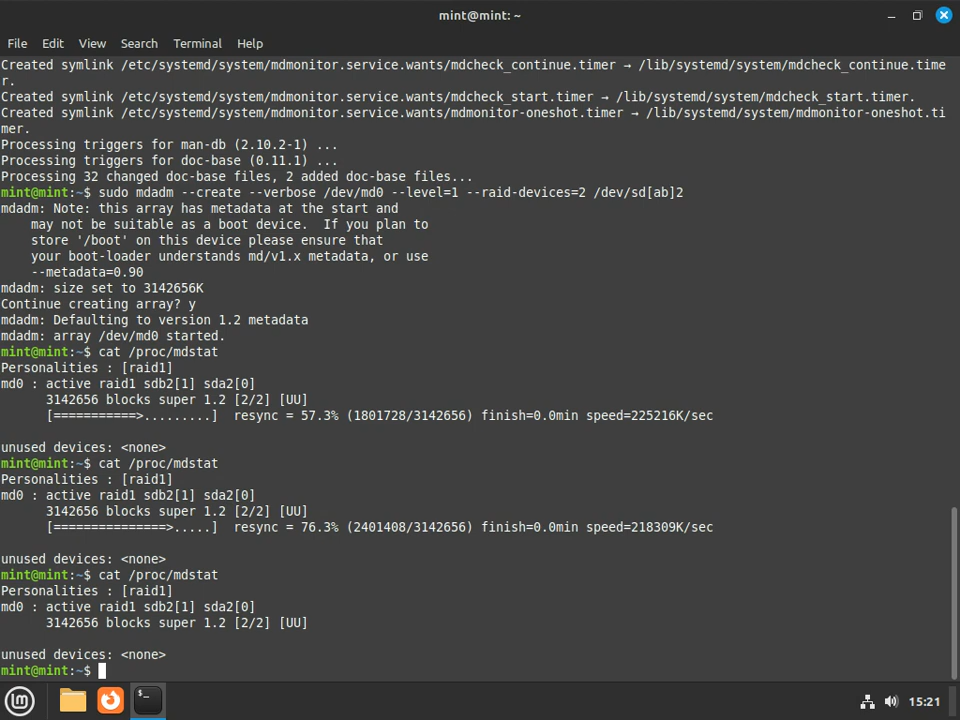 mint@mint: ~
File Edit View Search Terminal Help
Created symlink /etc/systemd/system/mdmonitor.service.wants/mdcheck_continue.timer → /lib/systemd/system/mdcheck_continue.time
r.
Created symlink /etc/systemd/system/mdmonitor.service.wants/mdcheck_start.timer → /lib/systemd/system/mdcheck_start.timer.
Created symlink /etc/systemd/system/mdmonitor.service.wants/mdmonitor-oneshot.timer → /lib/systemd/system/mdmonitor-oneshot.ti
mer.
Processing triggers for man-db (2.10.2-1) ...
Processing triggers for doc-base (0.11.1) ...
Processing 32 changed doc-base files, 2 added doc-base files...
mint@mint:~$ sudo mdadm --create --verbose /dev/md0 --level=1 --raid-devices=2 /dev/sd[ab]2
mdadm: Note: this array has metadata at the start and
    may not be suitable as a boot device.  If you plan to
    store '/boot' on this device please ensure that
    your boot-loader understands md/v1.x metadata, or use
    --metadata=0.90
mdadm: size set to 3142656K
Continue creating array? y
mdadm: Defaulting to version 1.2 metadata
mdadm: array /dev/md0 started.
mint@mint:~$ cat /proc/mdstat
Personalities : [raid1]
md0 : active raid1 sdb2[1] sda2[0]
      3142656 blocks super 1.2 [2/2] [UU]
      [===========>.........]  resync = 57.3% (1801728/3142656) finish=0.0min speed=225216K/sec
unused devices: <none>
mint@mint:~$ cat /proc/mdstat
Personalities : [raid1]
md0 : active raid1 sdb2[1] sda2[0]
      3142656 blocks super 1.2 [2/2] [UU]
      [===============>.....]  resync = 76.3% (2401408/3142656) finish=0.0min speed=218309K/sec
unused devices: <none>
mint@mint:~$ cat /proc/mdstat
Personalities : [raid1]
md0 : active raid1 sdb2[1] sda2[0]
      3142656 blocks super 1.2 [2/2] [UU]
unused devices: <none>
mint@mint:~$
15:21